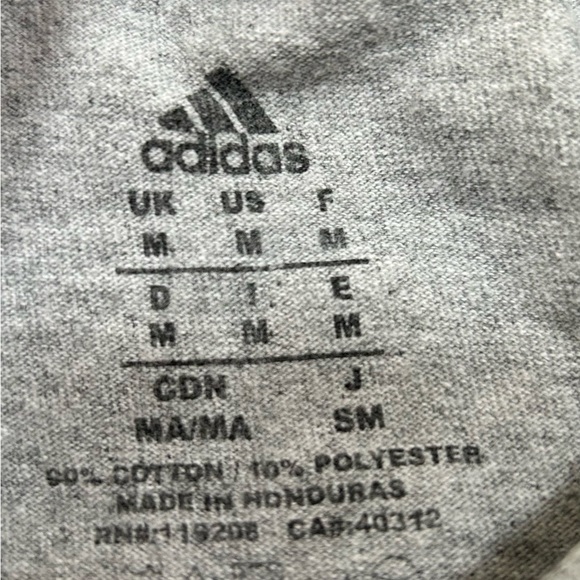 adidas
UK US F
M M M
D I E
M M M
CDN J
MA/MA SM
90% COTTON / 10% POLYESTER
MADE IN HONDURAS
RN#:119208 CA#:40312